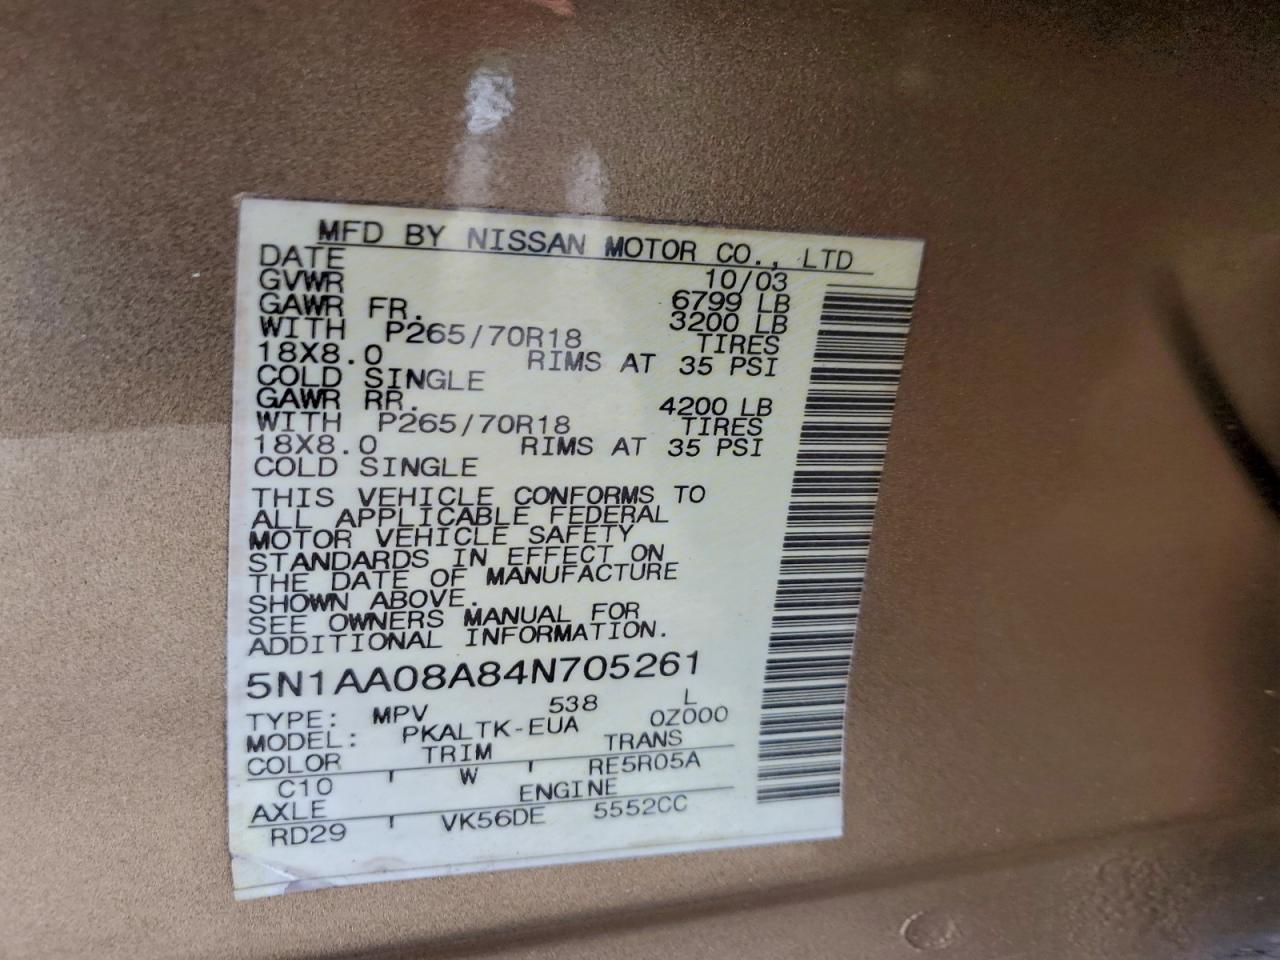 MFD BY NISSAN MOTOR CO., LTD
DATE 10/03
GVWR 6799 LB
GAWR FR. 3200 LB
WITH P265/70R18 TIRES
18X8.0 RIMS AT 35 PSI
COLD SINGLE
GAWR RR. 4200 LB
WITH P265/70R18 TIRES
18X8.0 RIMS AT 35 PSI
COLD SINGLE
THIS VEHICLE CONFORMS TO
ALL APPLICABLE FEDERAL
MOTOR VEHICLE SAFETY
STANDARDS IN EFFECT ON
THE DATE OF MANUFACTURE
SHOWN ABOVE.
SEE OWNERS MANUAL FOR
ADDITIONAL INFORMATION.
5N1AA08A84N705261
TYPE: MPV 538 L
MODEL: PKALTK-EUA 0Z000
COLOR TRIM TRANS
C10 W RE5R05A
AXLE ENGINE
RD29 VK56DE 5552CC